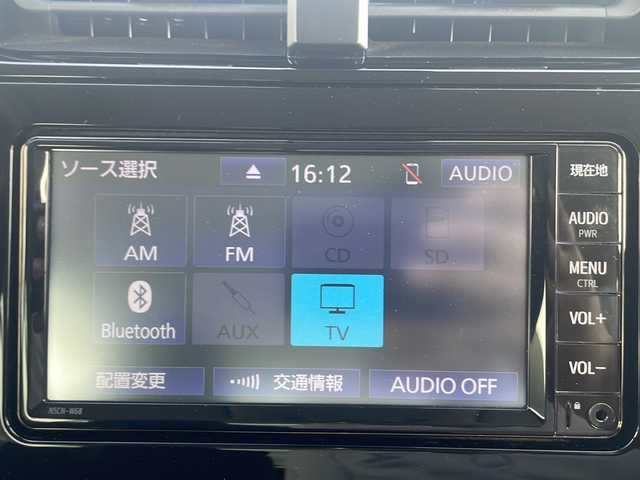 ソース選択
16:12
AUDIO
AM
FM
CD
SD
Bluetooth
AUX
TV
配置変更
交通情報
AUDIO OFF
NSCN-W68
現在地
AUDIO
PWR
MENU
CTRL
VOL+
VOL-